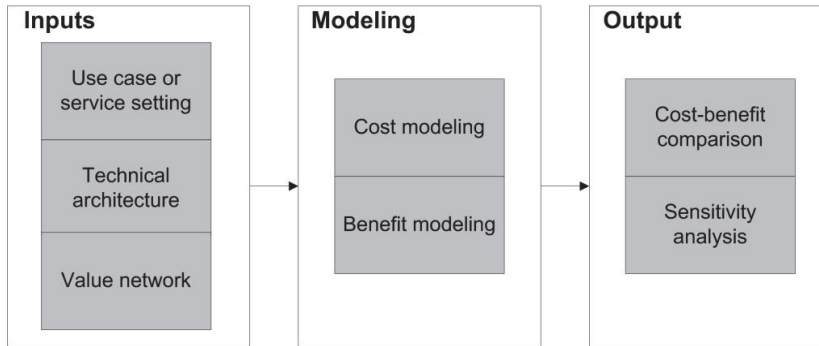 Inputs
Use case or
service setting
Technical
architecture
Value network
Modeling
Cost modeling
Benefit modeling
Output
Cost-benefit
comparison
Sensitivity
analysis